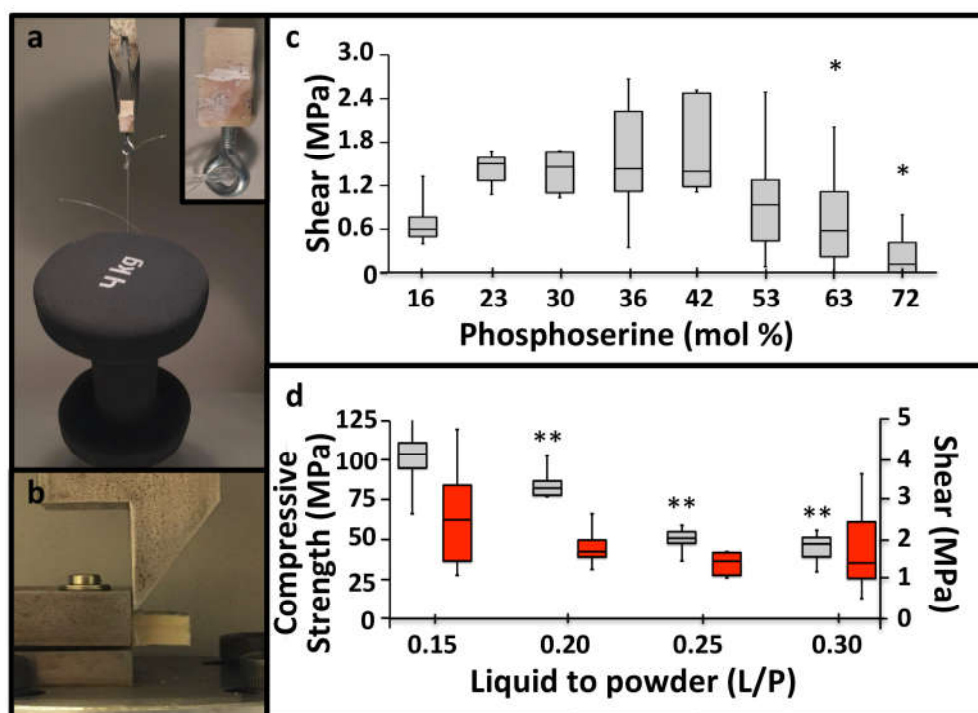 a
4 kg
b
c
Shear (MPa)
3.0
2.4
1.8
1.2
0.6
0
*
*
16 23 30 36 42 53 63 72
Phosphoserine (mol %)
d
Compressive
Strength (MPa)
125
100
75
50
25
0
**
**
**
5
4
3
2
1
0
Shear
(MPa)
0.15 0.20 0.25 0.30
Liquid to powder (L/P)